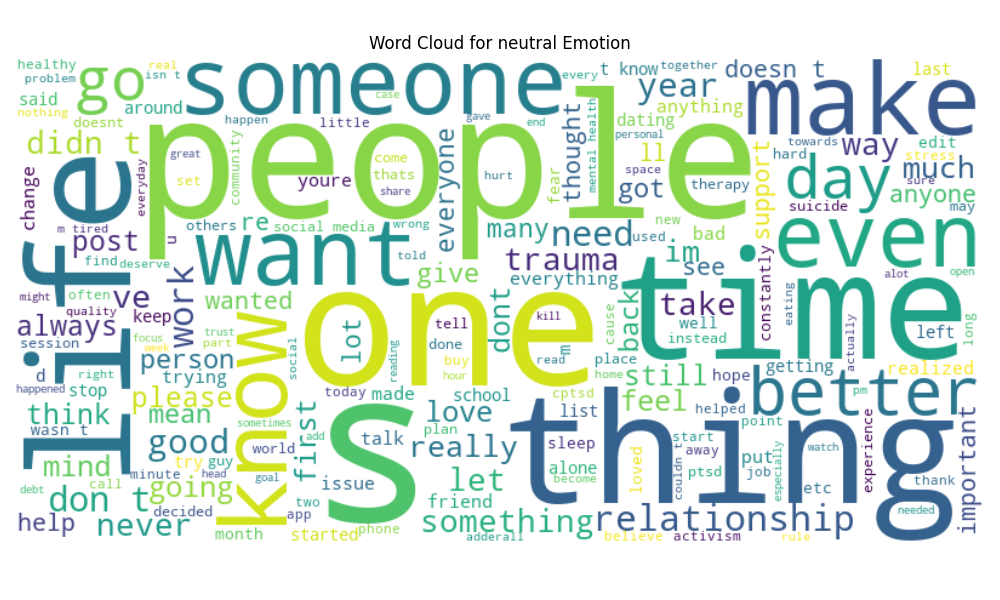 Word Cloud for neutral Emotion
healthy
real
problem
isn t
go
someone
every
t
know
together
doesn t
last
make
said
nothing
around
case
year
anything
doesnt
happen
little
gave
end
dating
personal
didn t
people
life
change
everyday
great
set
community
youre
come
thats
share
everyone
hurt
fear
thought
mental health
ll
got
space
therapy
support
hard
way
edit
stress
much
sure
day
anyone
suicide
may
m tired
post
u
others
re
social media
wrong
want
told
many
need
used
new
bad
im
see
even
find
deserve
might
often
quality
ve
keep
work
wanted
give
trauma
everything
time
take
constantly
eating
alot
open
always
session
focus
week
trust
part
know
one
lot
tell
done
dont
kill
m
cause
back
well
instead
actually
left
long
d
happened
right
stop
person
trying
social
reading
buy
hour
read
place
home
still
hope
getting
realized
better
pm
think
please
mean
today
made
school
cptsd
list
feel
helped
point
wasn t
sometimes
first
add
S
love
plan
really
thing
start
away
couldn t
ptsd
put
job
especially
watch
towards
experience
important
good
world
talk
sleep
alone
become
loved
mind
try
guy
minute
head
goal
issue
let
etc
thank
debt
call
don t
going
decided
two
app
friend
needed
help
never
know
month
started
phone
something
adderall
relationship
believe
activism
rule